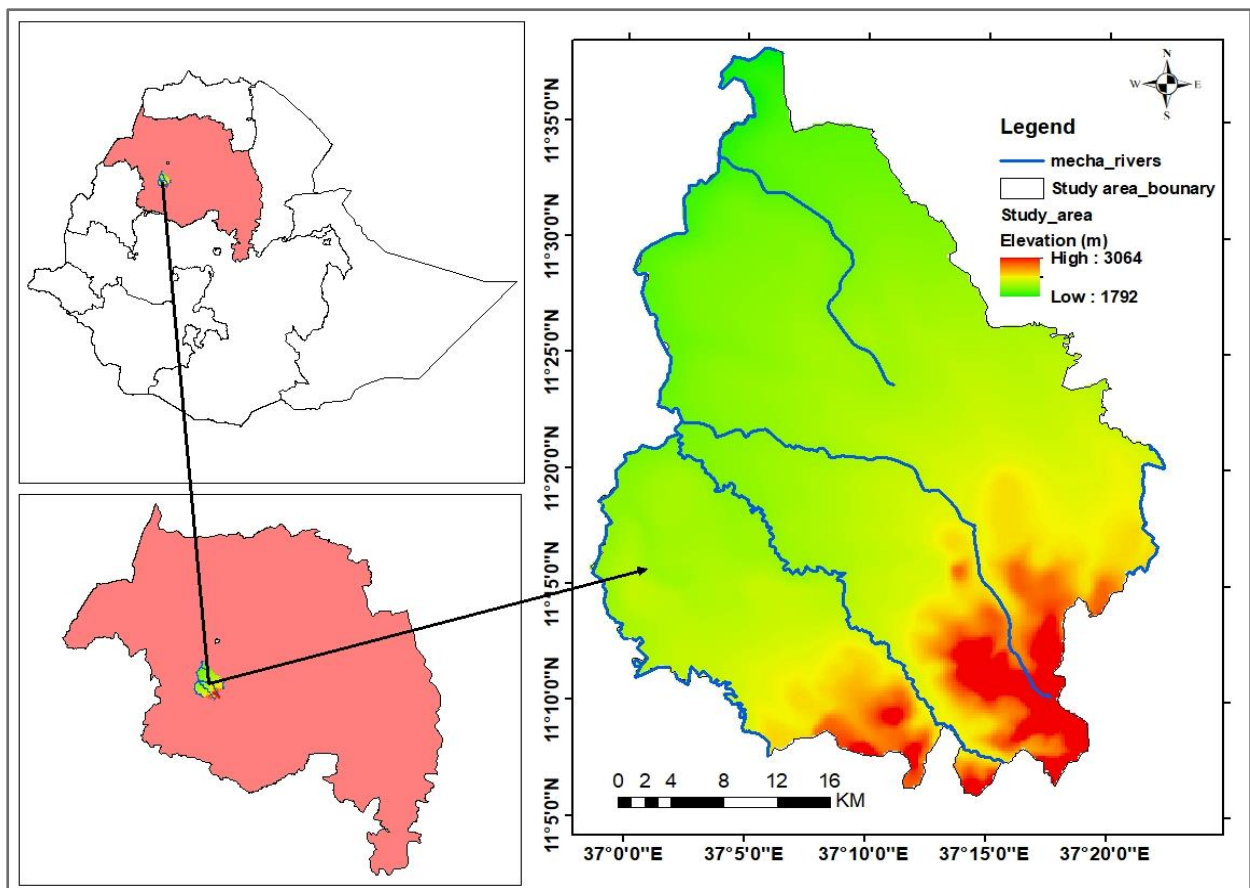 N
W E
S
Legend
mecha_rivers
Study area_bounary
Study_area
Elevation (m)
High : 3064
Low : 1792
11°35'0"N
11°30'0"N
11°25'0"N
11°20'0"N
11°15'0"N
11°10'0"N
11°5'0"N
0 2 4 8 12 16
KM
37°0'0"E 37°5'0"E 37°10'0"E 37°15'0"E 37°20'0"E